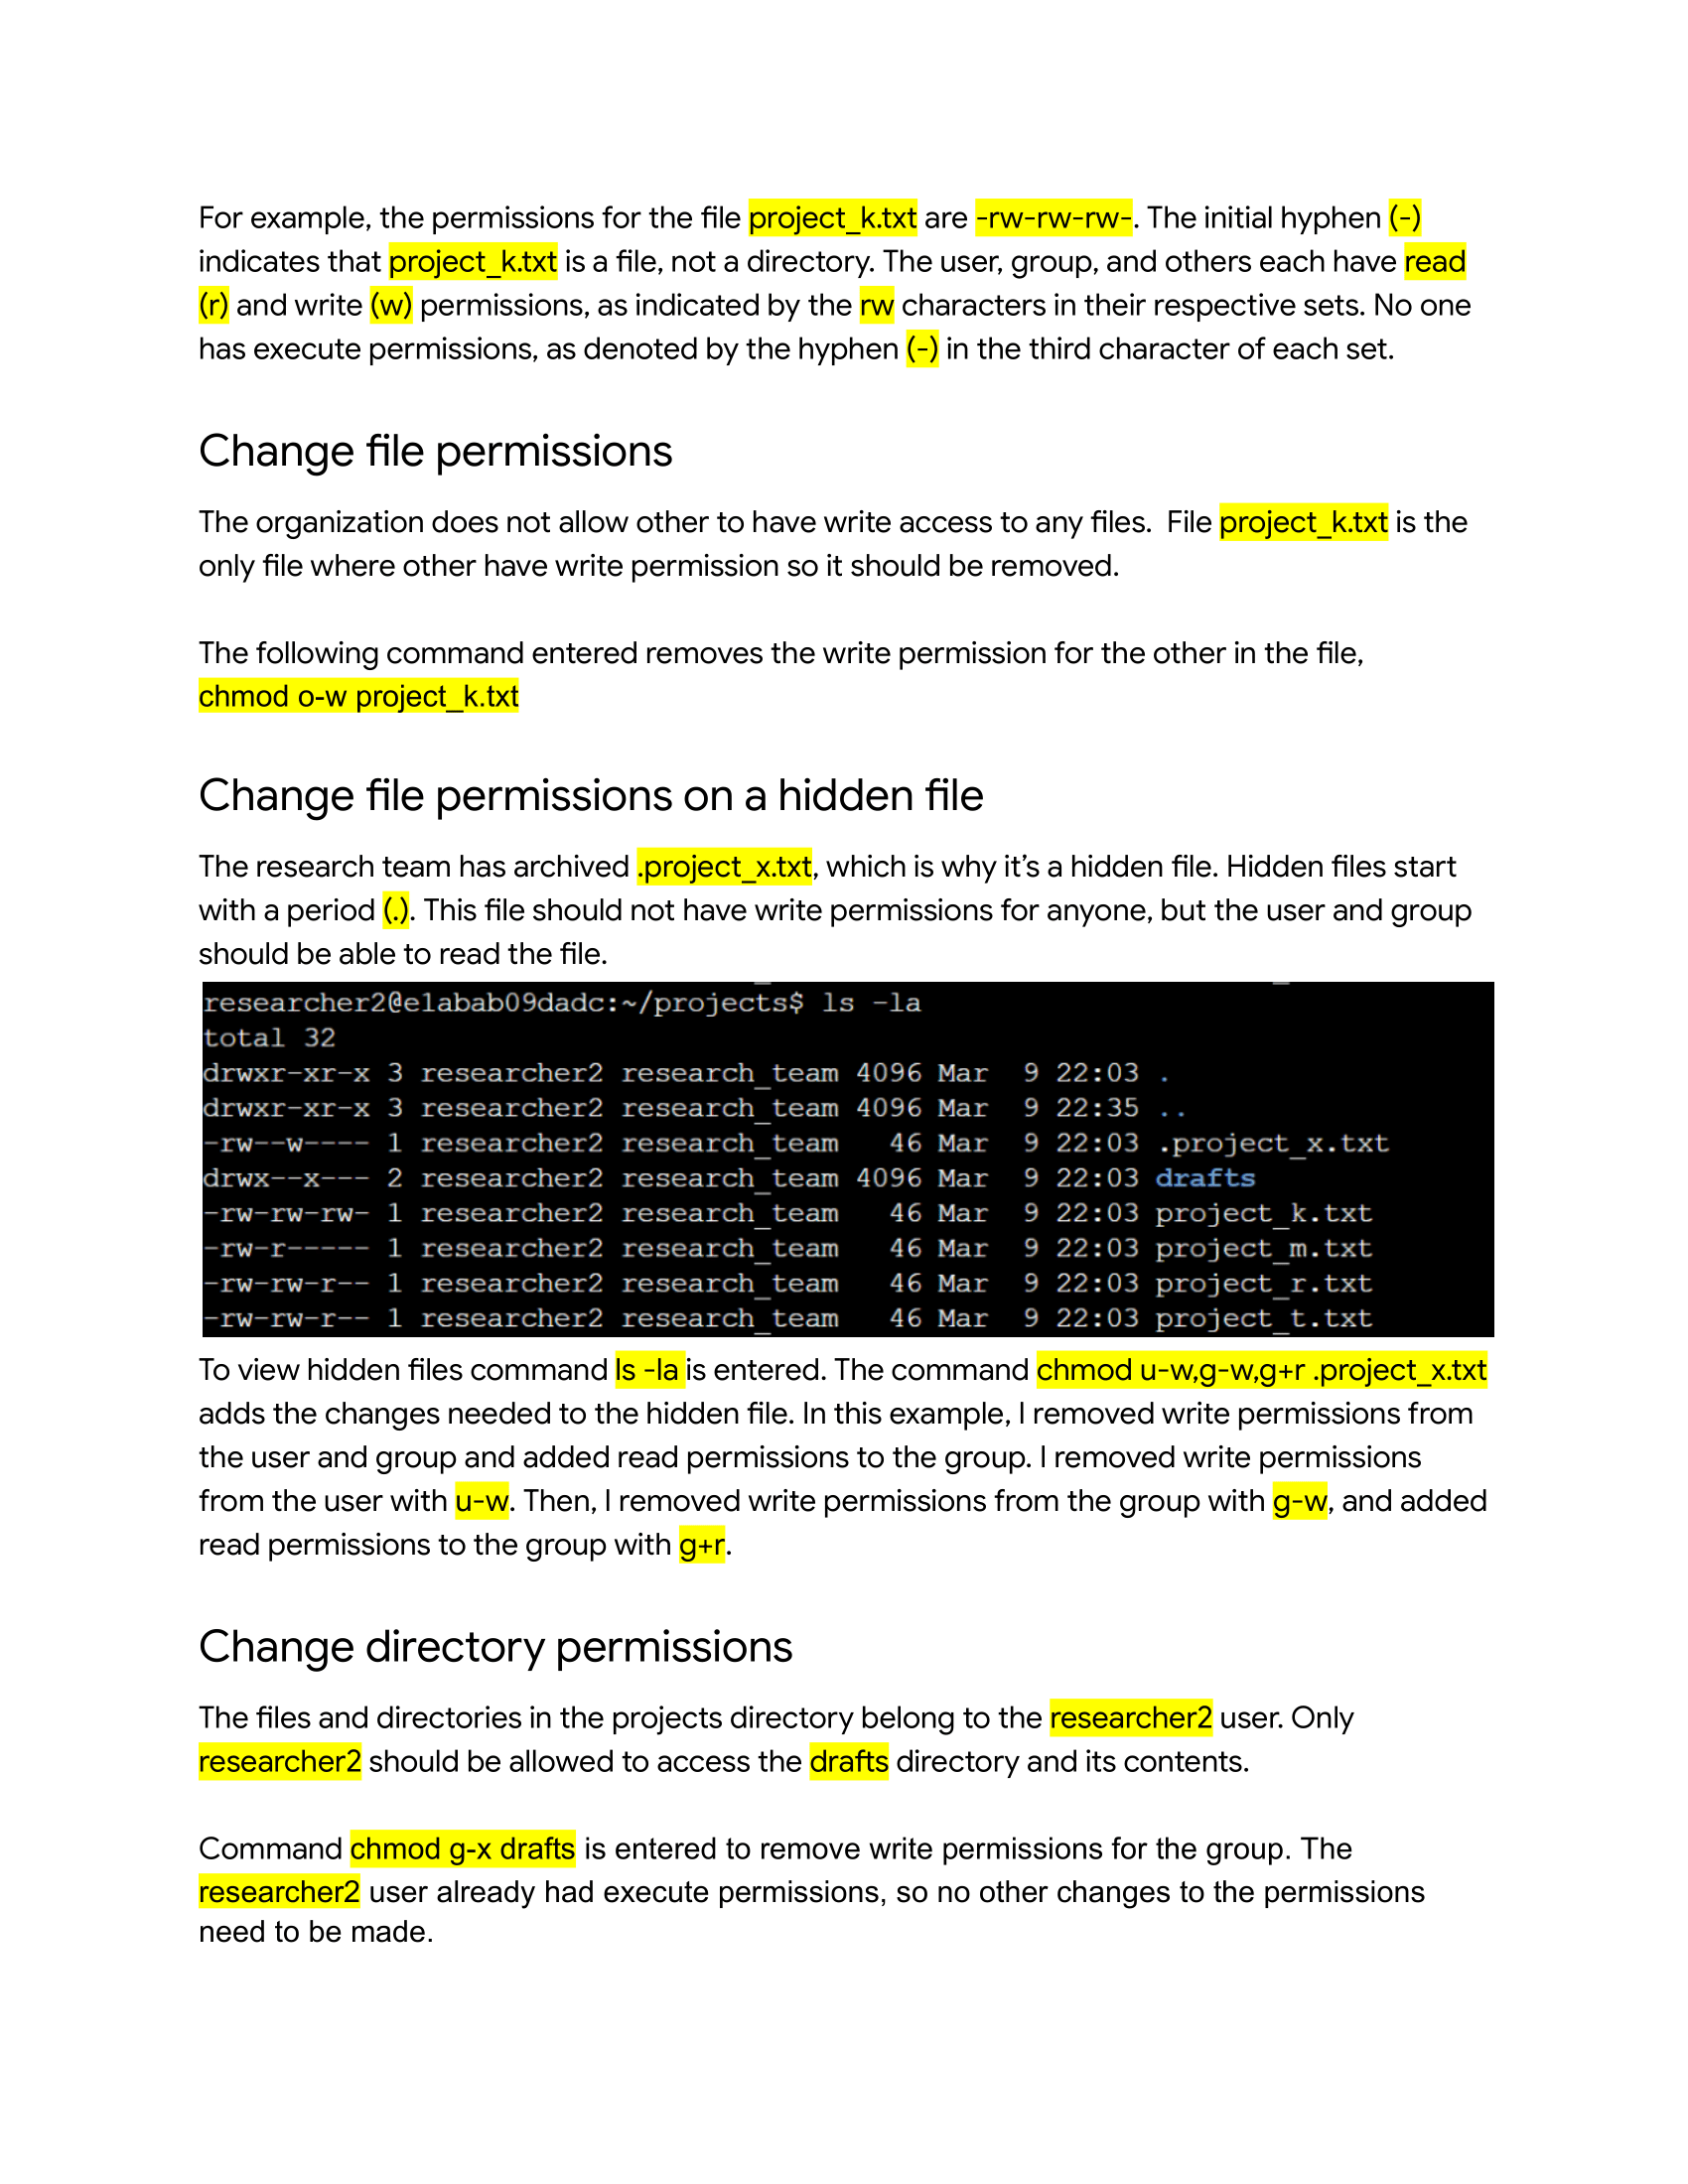 For example, the permissions for the file project_k.txt are -rw-rw-rw-. The initial hyphen (-)
indicates that project_k.txt is a file, not a directory. The user, group, and others each have read
(r) and write (w) permissions, as indicated by the rw characters in their respective sets. No one
has execute permissions, as denoted by the hyphen (-) in the third character of each set.
Change file permissions
The organization does not allow other to have write access to any files.  File project_k.txt is the
only file where other have write permission so it should be removed.
The following command entered removes the write permission for the other in the file,
chmod o-w project_k.txt
Change file permissions on a hidden file
The research team has archived .project_x.txt, which is why it’s a hidden file. Hidden files start
with a period (.). This file should not have write permissions for anyone, but the user and group
should be able to read the file.
researcher2@e1abab09dadc:~/projects$ ls -la
total 32
drwxr-xr-x 3 researcher2 research_team 4096 Mar  9 22:03 .
drwxr-xr-x 3 researcher2 research_team 4096 Mar  9 22:35 ..
-rw--w---- 1 researcher2 research_team   46 Mar  9 22:03 .project_x.txt
drwx--x--- 2 researcher2 research_team 4096 Mar  9 22:03 drafts
-rw-rw-rw- 1 researcher2 research_team   46 Mar  9 22:03 project_k.txt
-rw-r----- 1 researcher2 research_team   46 Mar  9 22:03 project_m.txt
-rw-rw-r-- 1 researcher2 research_team   46 Mar  9 22:03 project_r.txt
-rw-rw-r-- 1 researcher2 research_team   46 Mar  9 22:03 project_t.txt
To view hidden files command ls -la is entered. The command chmod u-w,g-w,g+r .project_x.txt
adds the changes needed to the hidden file. In this example, I removed write permissions from
the user and group and added read permissions to the group. I removed write permissions
from the user with u-w. Then, I removed write permissions from the group with g-w, and added
read permissions to the group with g+r.
Change directory permissions
The files and directories in the projects directory belong to the researcher2 user. Only
researcher2 should be allowed to access the drafts directory and its contents.
Command chmod g-x drafts is entered to remove write permissions for the group. The
researcher2 user already had execute permissions, so no other changes to the permissions
need to be made.